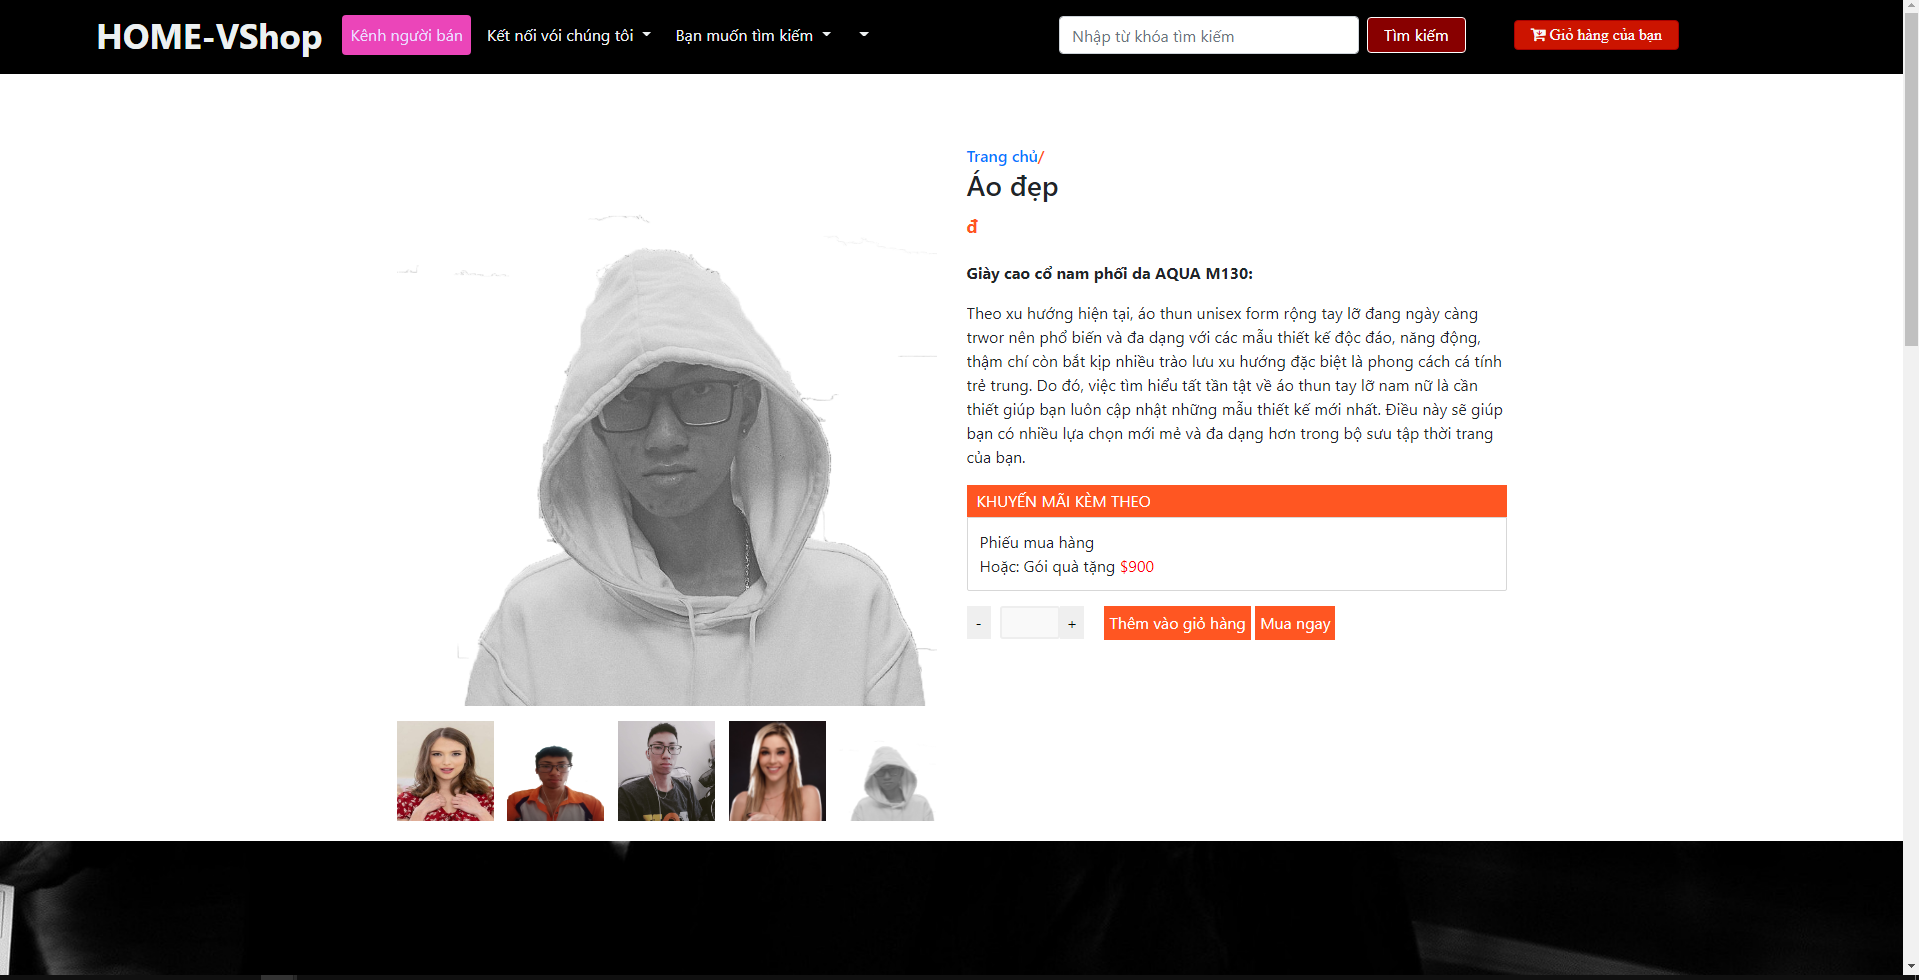 HOME-VShop
Kênh người bán
Kết nối vói chúng tôi
Bạn muốn tìm kiếm
Nhập từ khóa tìm kiếm
Tìm kiếm
Giỏ hàng của bạn
Trang chủ/
Áo đẹp
đ
Giày cao cổ nam phối da AQUA M130:
Theo xu hướng hiện tại, áo thun unisex form rộng tay lỡ đang ngày càng
trwor nên phổ biến và đa dạng với các mẫu thiết kế độc đáo, năng động,
thậm chí còn bắt kịp nhiều trào lưu xu hướng đặc biệt là phong cách cá tính
trẻ trung. Do đó, việc tìm hiểu tất tần tật về áo thun tay lỡ nam nữ là cần
thiết giúp bạn luôn cập nhật những mẫu thiết kế mới nhất. Điều này sẽ giúp
bạn có nhiều lựa chọn mới mẻ và đa dạng hơn trong bộ sưu tập thời trang
của bạn.
KHUYẾN MÃI KÈM THEO
Phiếu mua hàng
Hoặc: Gói quà tặng $900
- +
Thêm vào giỏ hàng
Mua ngay